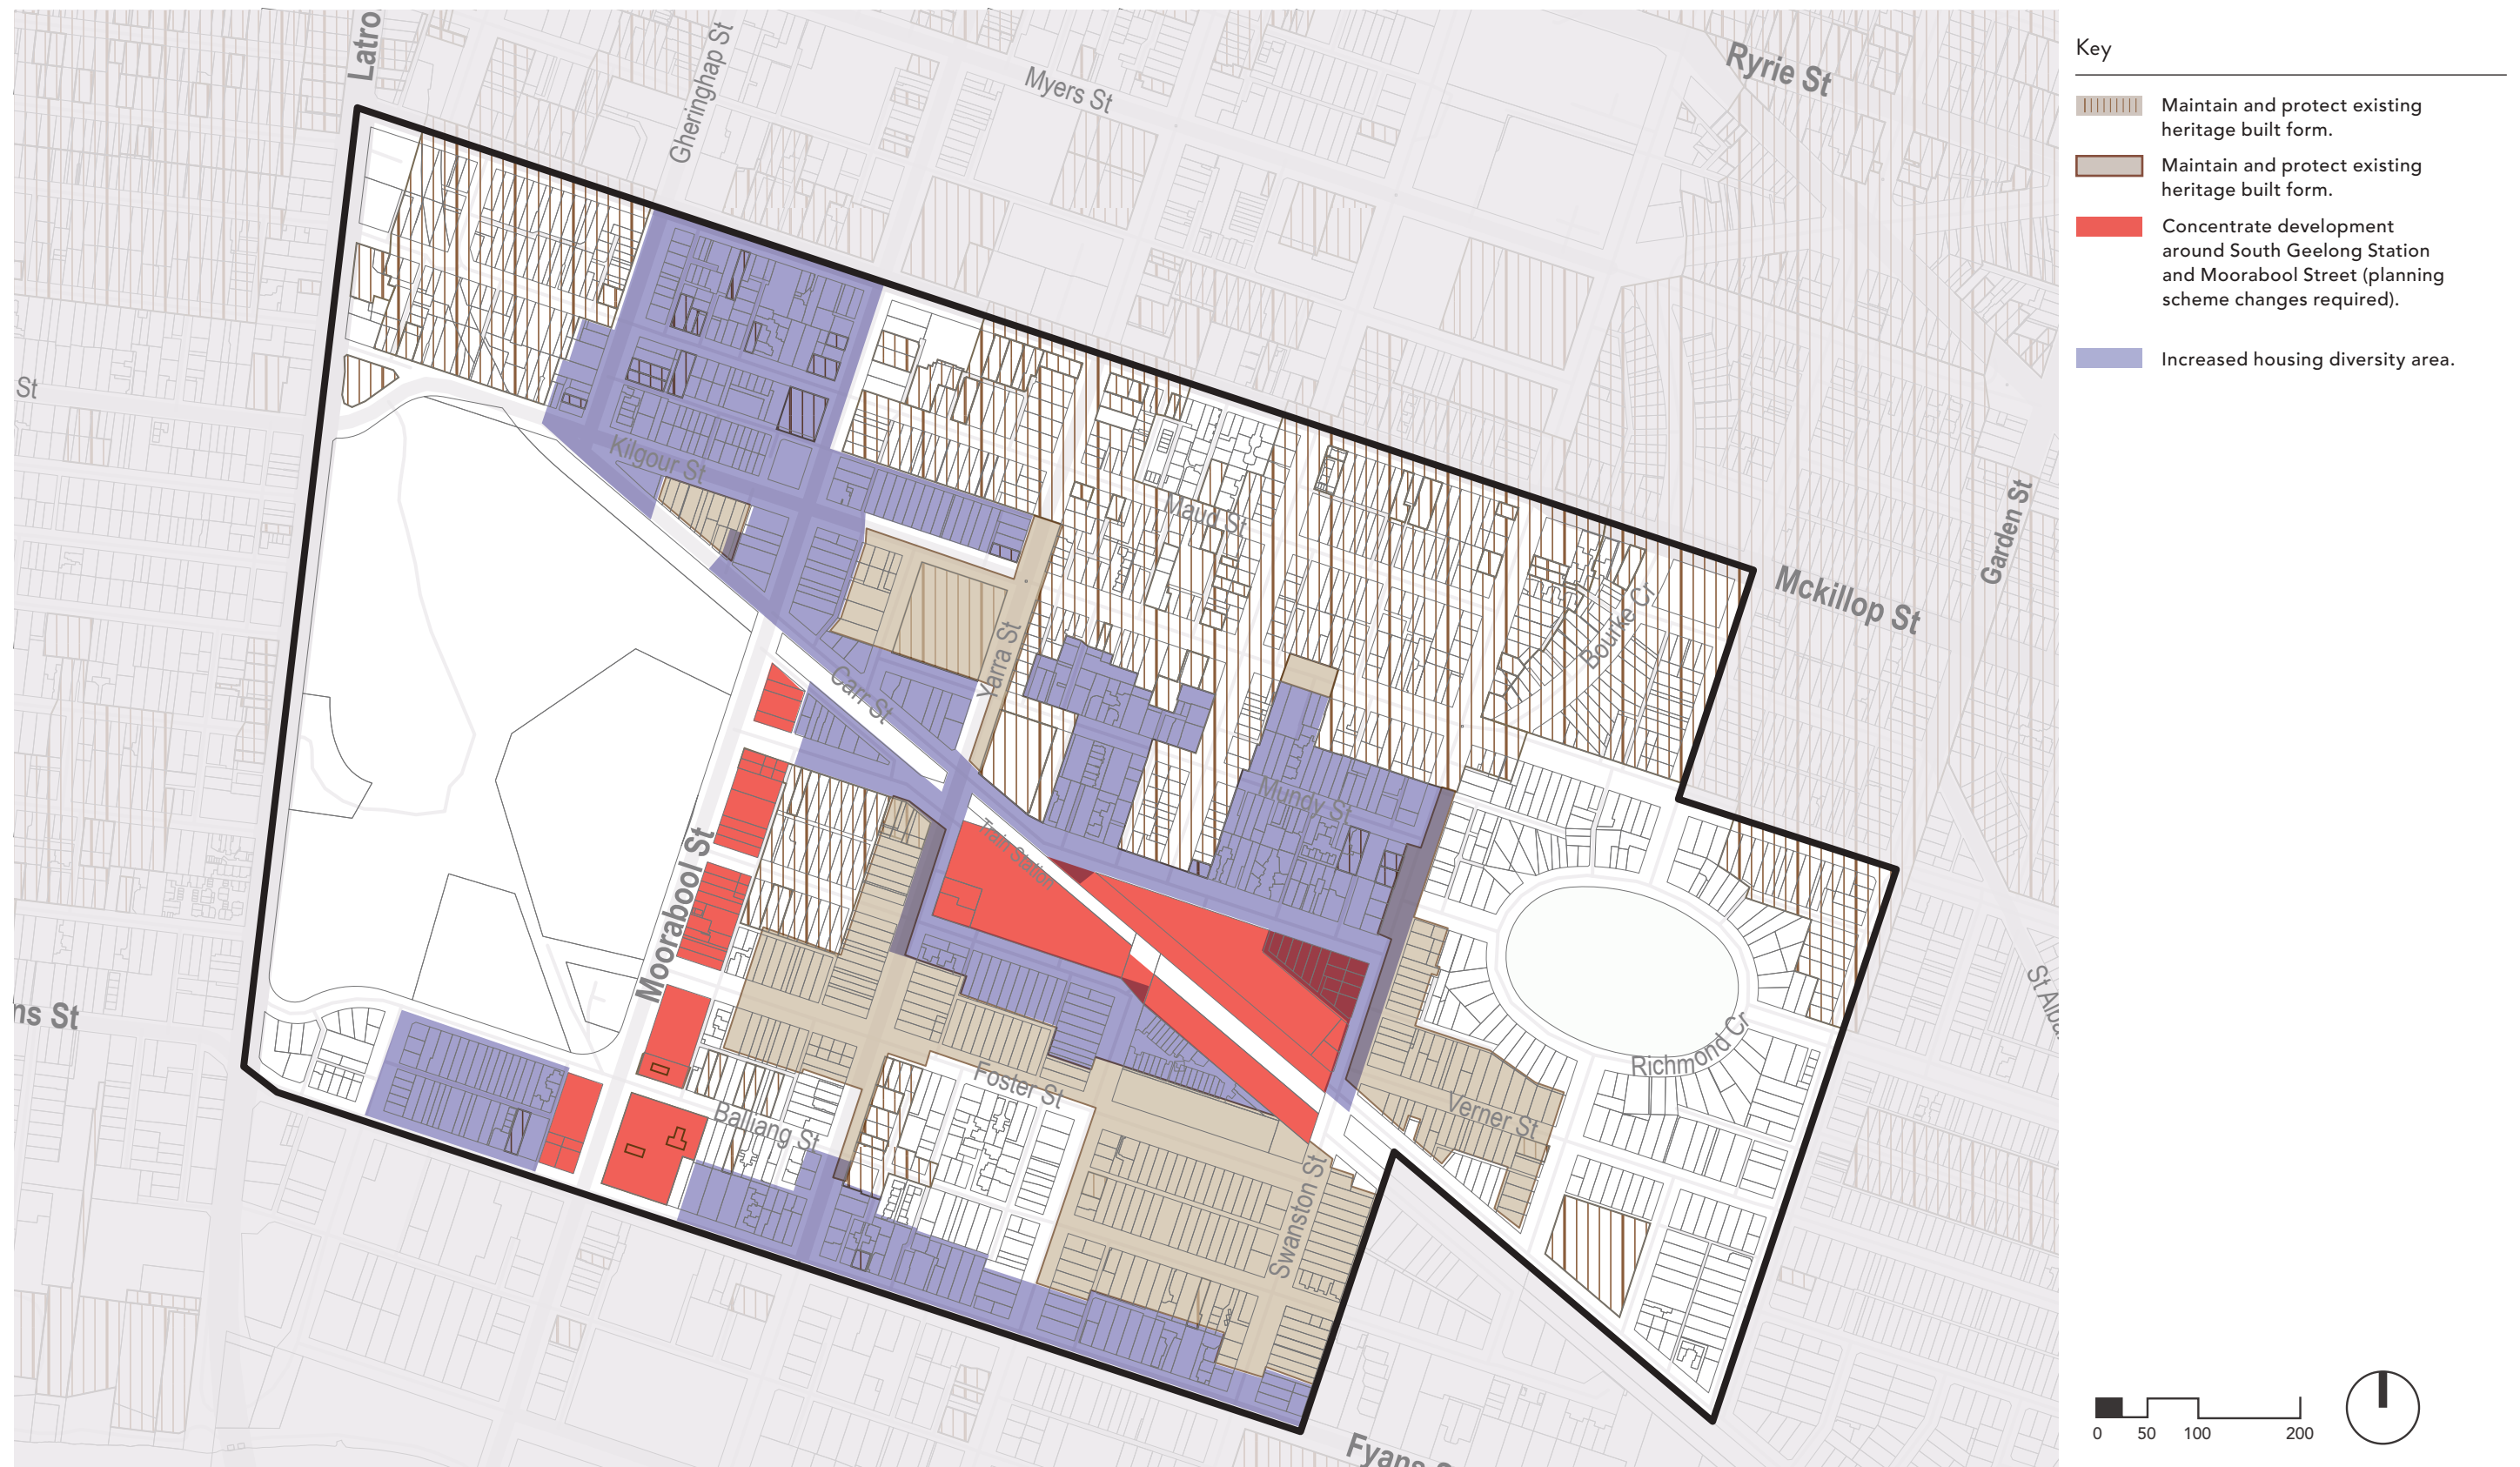 Key
Maintain and protect existing
heritage built form.
Maintain and protect existing
heritage built form.
Concentrate development
around South Geelong Station
and Moorabool Street (planning
scheme changes required).
Increased housing diversity area.
Latro
Gheringhap St
Myers St
Ryrie St
St
Kilgour St
Maud St
Garden St
Mckillop St
Bourke Cr
Yarra St
Carr St
Mundy St
Train Station
Moorabool St
ns St
St Alba
Richmond Cr
Foster St
Verner St
Balliang St
Swanston St
Fyans S
0 50 100 200